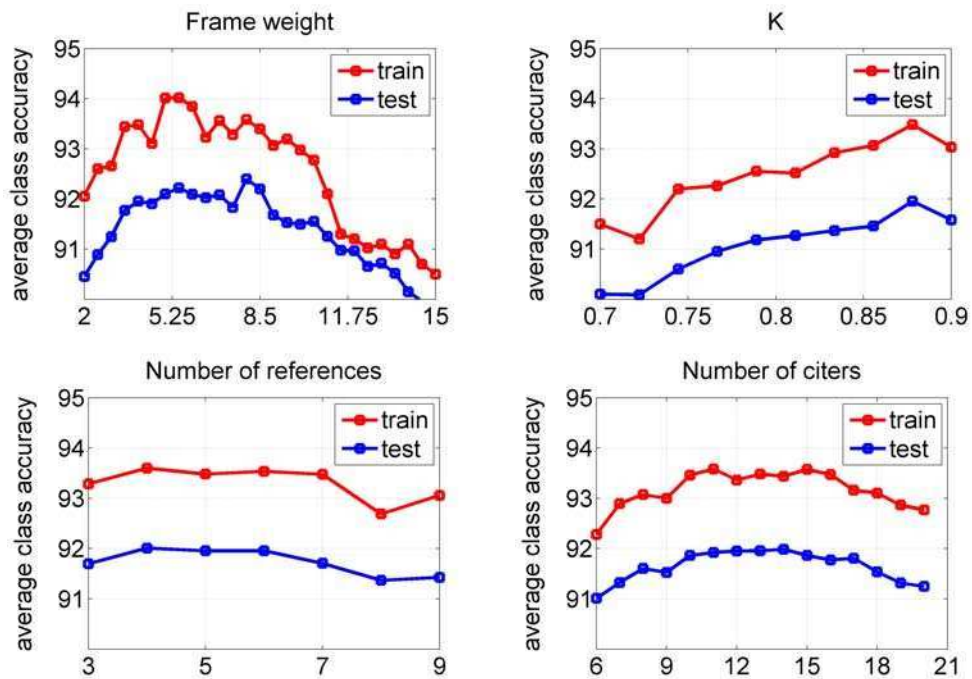 Frame weight
average class accuracy
95
94
93
92
91
2
5.25
8.5
11.75
15
train
test
K
average class accuracy
95
94
93
92
91
0.7
0.75
0.8
0.85
0.9
train
test
Number of references
average class accuracy
95
94
93
92
91
3
5
7
9
train
test
Number of citers
average class accuracy
95
94
93
92
91
6
9
12
15
18
21
train
test